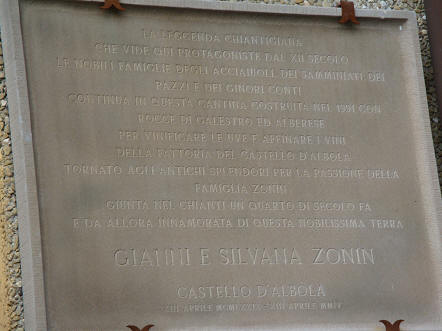 LA LEGGENDA CHIANTIGIANA
CHE VIDE QUI PROTAGONISTE DAL XII SECOLO
LE NOBILI FAMIGLIE DEGLI ACCIAIUOLI DEI SAMMINIATI DEI
PAZZI E DEI GINORI CONTI
CONTINUA IN QUESTA CANTINA COSTRUITA NEL 1991 CON
ROCCE DI GALESTRO ED ALBERESE
PER VINIFICARE LE UVE E AFFINARE I VINI
DELLA FATTORIA DEL CASTELLO D'ALBOLA
TORNATO AGLI ANTICHI SPLENDORI PER LA PASSIONE DELLA
FAMIGLIA ZONIN
GIUNTA NEL CHIANTI UN QUARTO DI SECOLO FA
E DA ALLORA INNAMORATA DI QUESTA NOBILISSIMA TERRA
GIANNI E SILVANA ZONIN
CASTELLO D'ALBOLA
APRILE APRILE MMIV